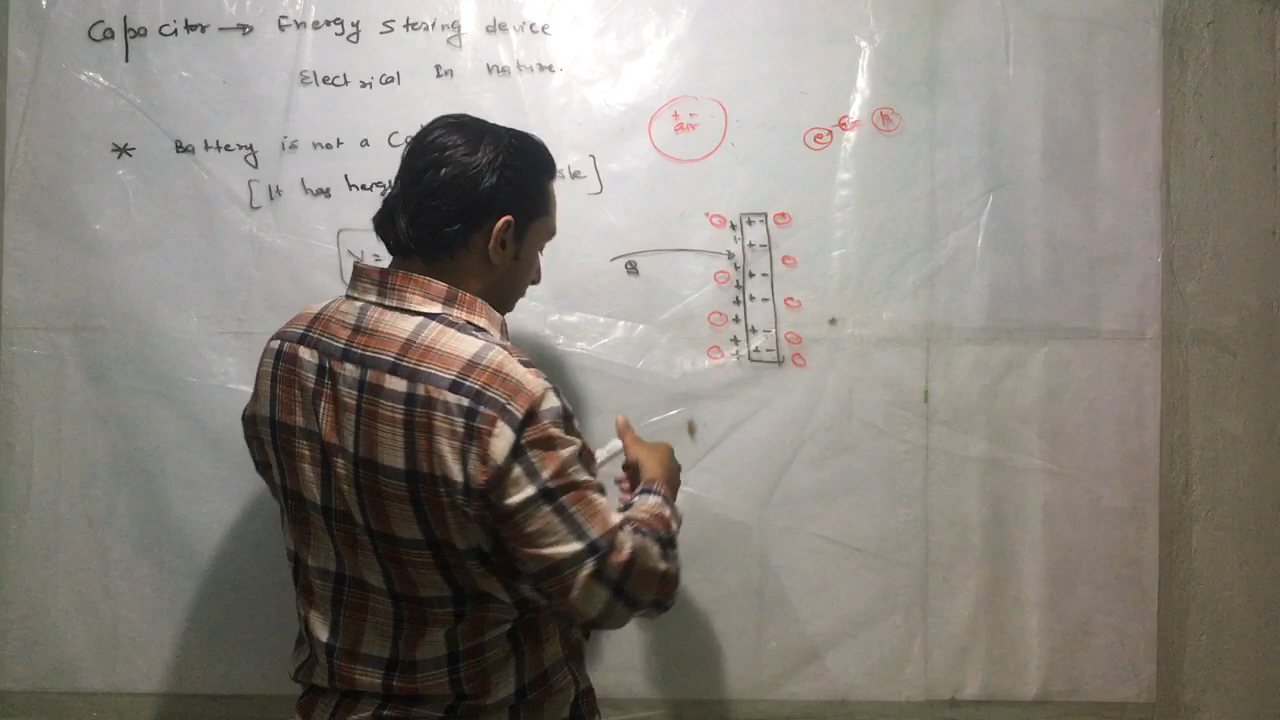 Capacitor → Energy Storing device
Electrical In nature.
* Battery is not a
[It has
V =
+ -
air
e-
Q
+ -
+ -
+ -
+ -
+ -
+ -